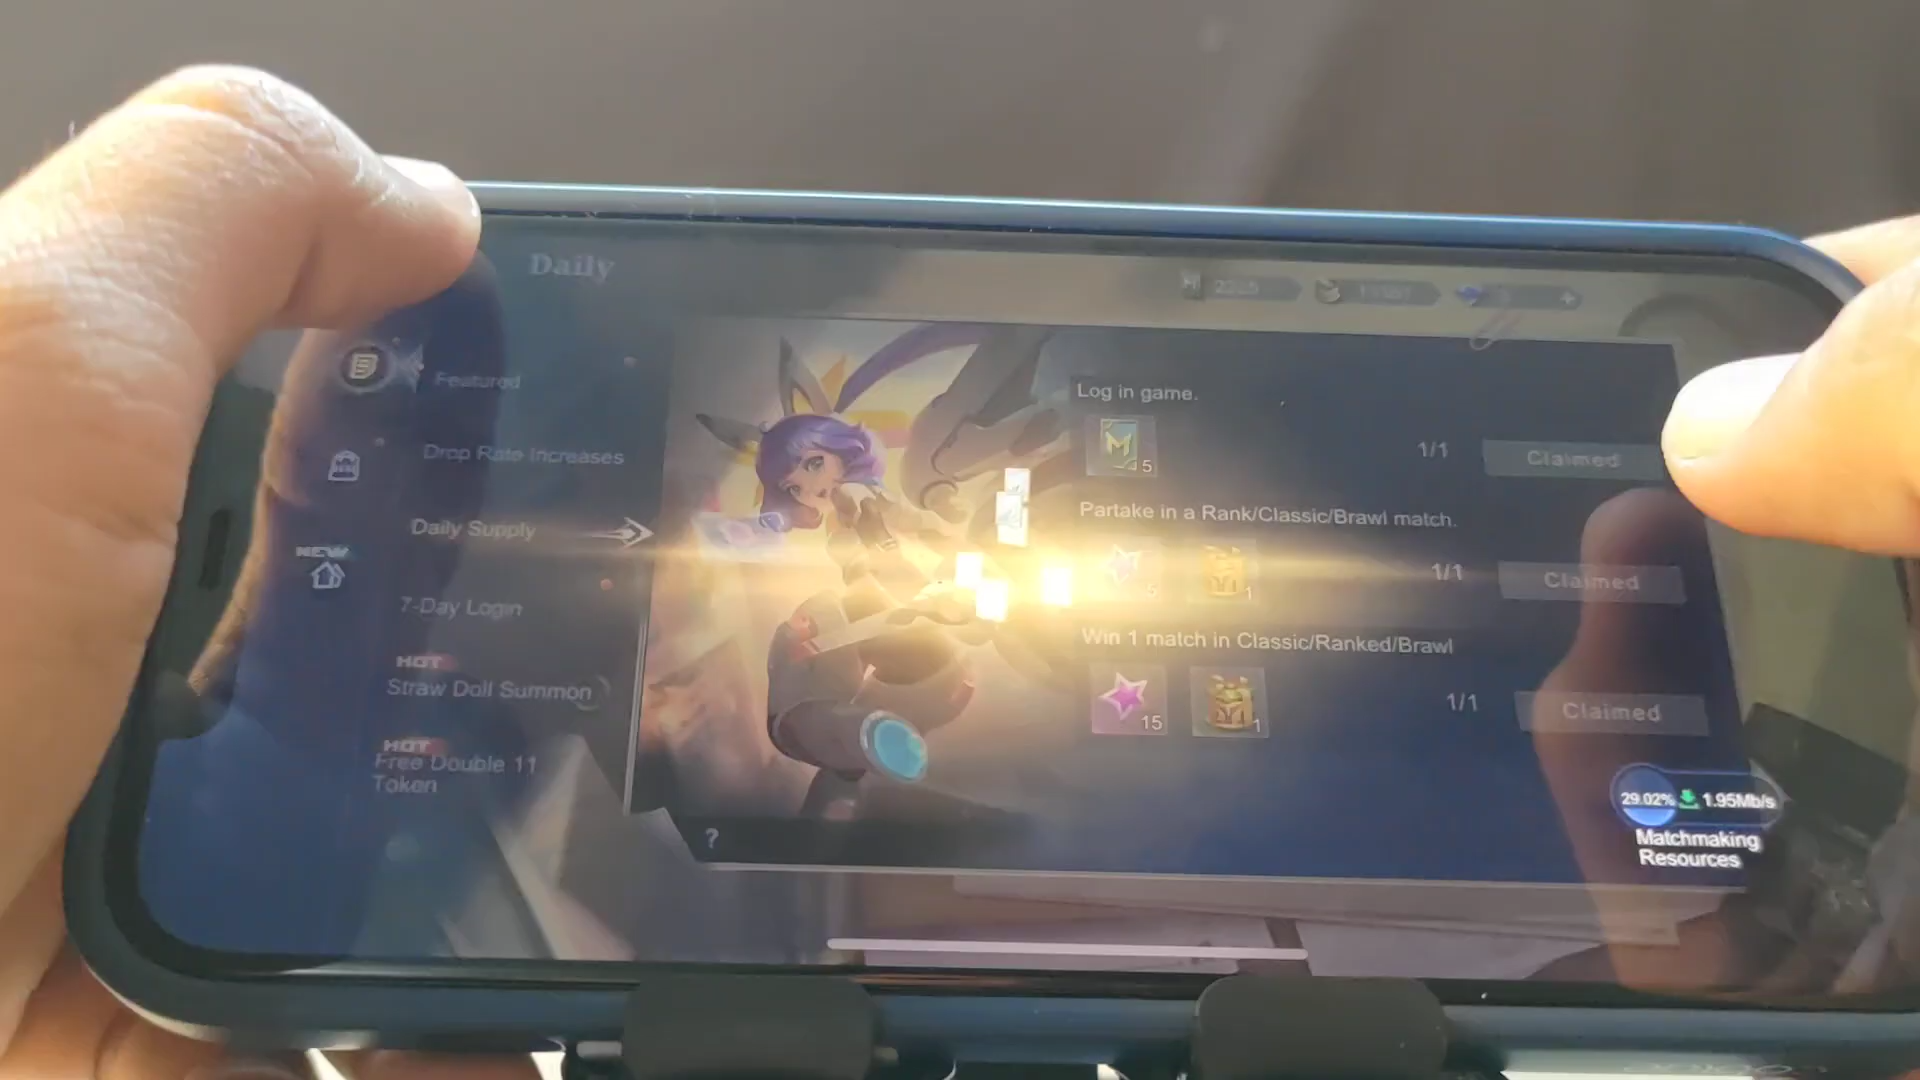 Daily
Featured
Drop Rate Increases
Daily Supply
NEW
7-Day Login
HOT
Straw Doll Summon
HOT
Free Double 11
Token
Log in game.
5
1/1
Claimed
Partake in a Rank/Classic/Brawl match.
1
1/1
Claimed
Win 1 match in Classic/Ranked/Brawl
15
1
1/1
Claimed
?
29.02% 1.95Mb/s
Matchmaking
Resources